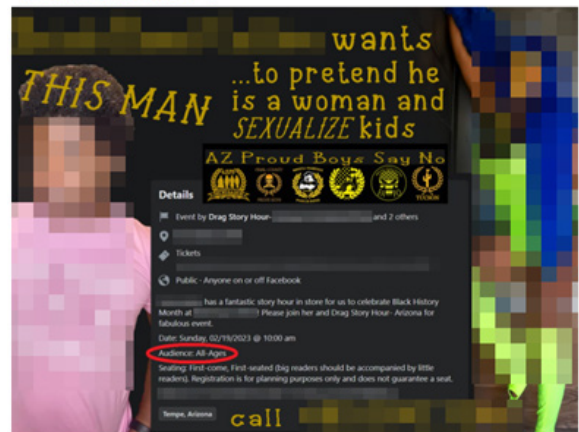 wants
THIS MAN
...to pretend he
is a woman and
SEXUALIZE kids
AZ Proud Boys Say No
TUCSON
Details
Event by Drag Story Hour- and 2 others
Tickets
Public · Anyone on or off Facebook
has a fantastic story hour in store for us to celebrate Black History
Month at ! Please join her and Drag Story Hour- Arizona for
fabulous event.
Date: Sunday, 02/19/2023 @ 10:00 am
Audience: All-Ages
Seating: First-come, First-seated (big readers should be accompanied by little
readers). Registration is for planning purposes only and does not guarantee a seat.
Tempe, Arizona
call